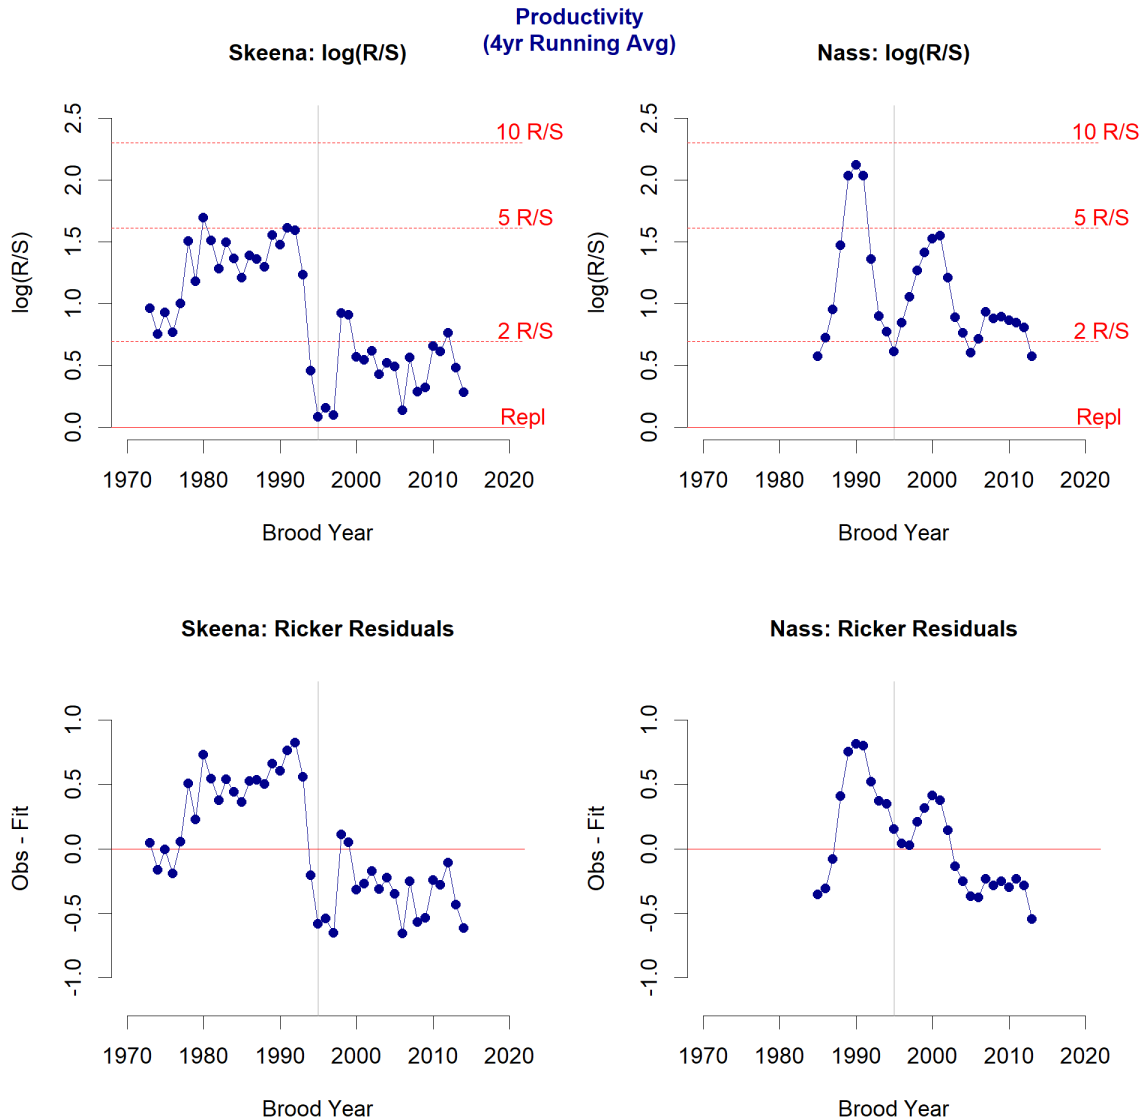 Productivity
(4yr Running Avg)
Skeena: log(R/S)
log(R/S)
2.5
2.0
1.5
1.0
0.5
0.0
10 R/S
5 R/S
2 R/S
Repl
1970 1980 1990 2000 2010 2020
Brood Year
Nass: log(R/S)
log(R/S)
2.5
2.0
1.5
1.0
0.5
0.0
10 R/S
5 R/S
2 R/S
Repl
1970 1980 1990 2000 2010 2020
Brood Year
Skeena: Ricker Residuals
Obs - Fit
1.0
0.5
0.0
-0.5
-1.0
1970 1980 1990 2000 2010 2020
Brood Year
Nass: Ricker Residuals
Obs - Fit
1.0
0.5
0.0
-0.5
-1.0
1970 1980 1990 2000 2010 2020
Brood Year